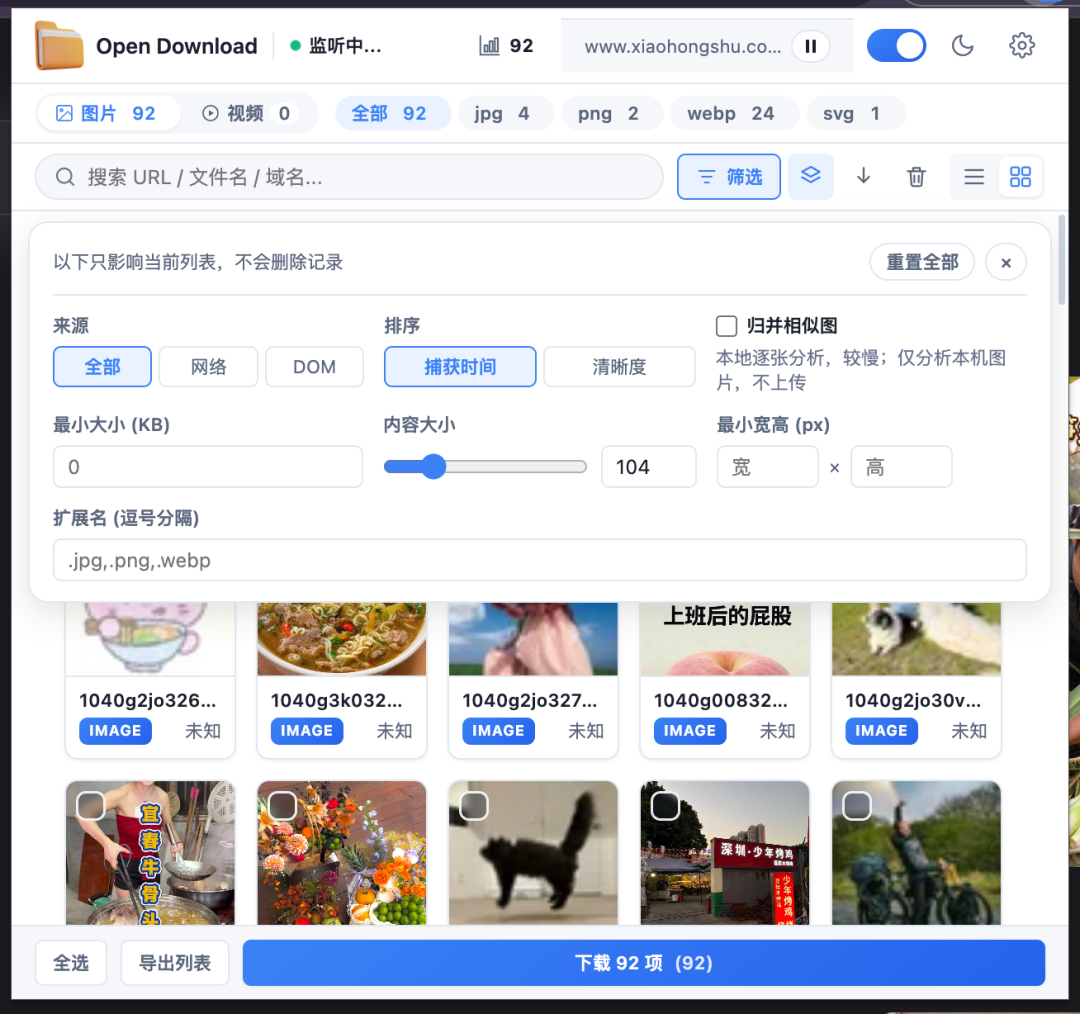 Open Download 监听中... 92 www.xiaohongshu.co...
图片 92 视频 0 全部 92 jpg 4 png 2 webp 24 svg 1
搜索 URL / 文件名 / 域名... 筛选
以下只影响当前列表，不会删除记录 重置全部 ×
来源 排序 归并相似图
全部 网络 DOM 捕获时间 清晰度 本地逐张分析，较慢；仅分析本机图
片，不上传
最小大小 (KB) 内容大小 最小宽高 (px)
0 104 宽 × 高
扩展名 (逗号分隔)
.jpg,.png,.webp
上班后的屁股
1040g2jo326... 1040g3k032... 1040g2jo327... 1040g00832... 1040g2jo30v...
IMAGE 未知 IMAGE 未知 IMAGE 未知 IMAGE 未知 IMAGE 未知
宜春牛骨头
深圳·少年烤鸡
少年烤鸡
全选 导出列表 下载 92 项 (92)